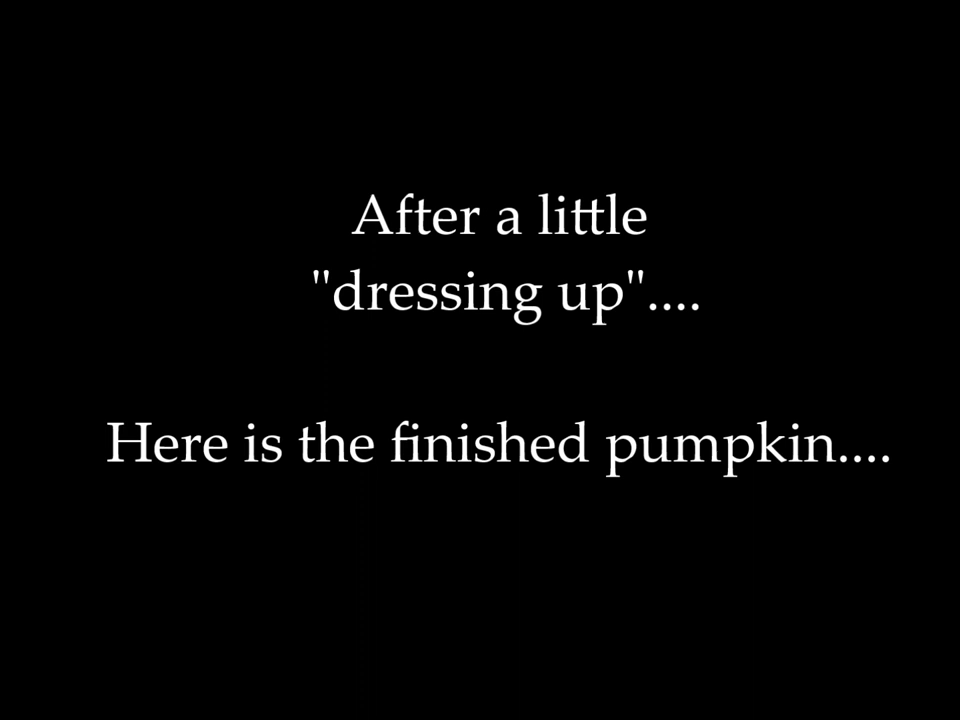 After a little
"dressing up"....
Here is the finished pumpkin....